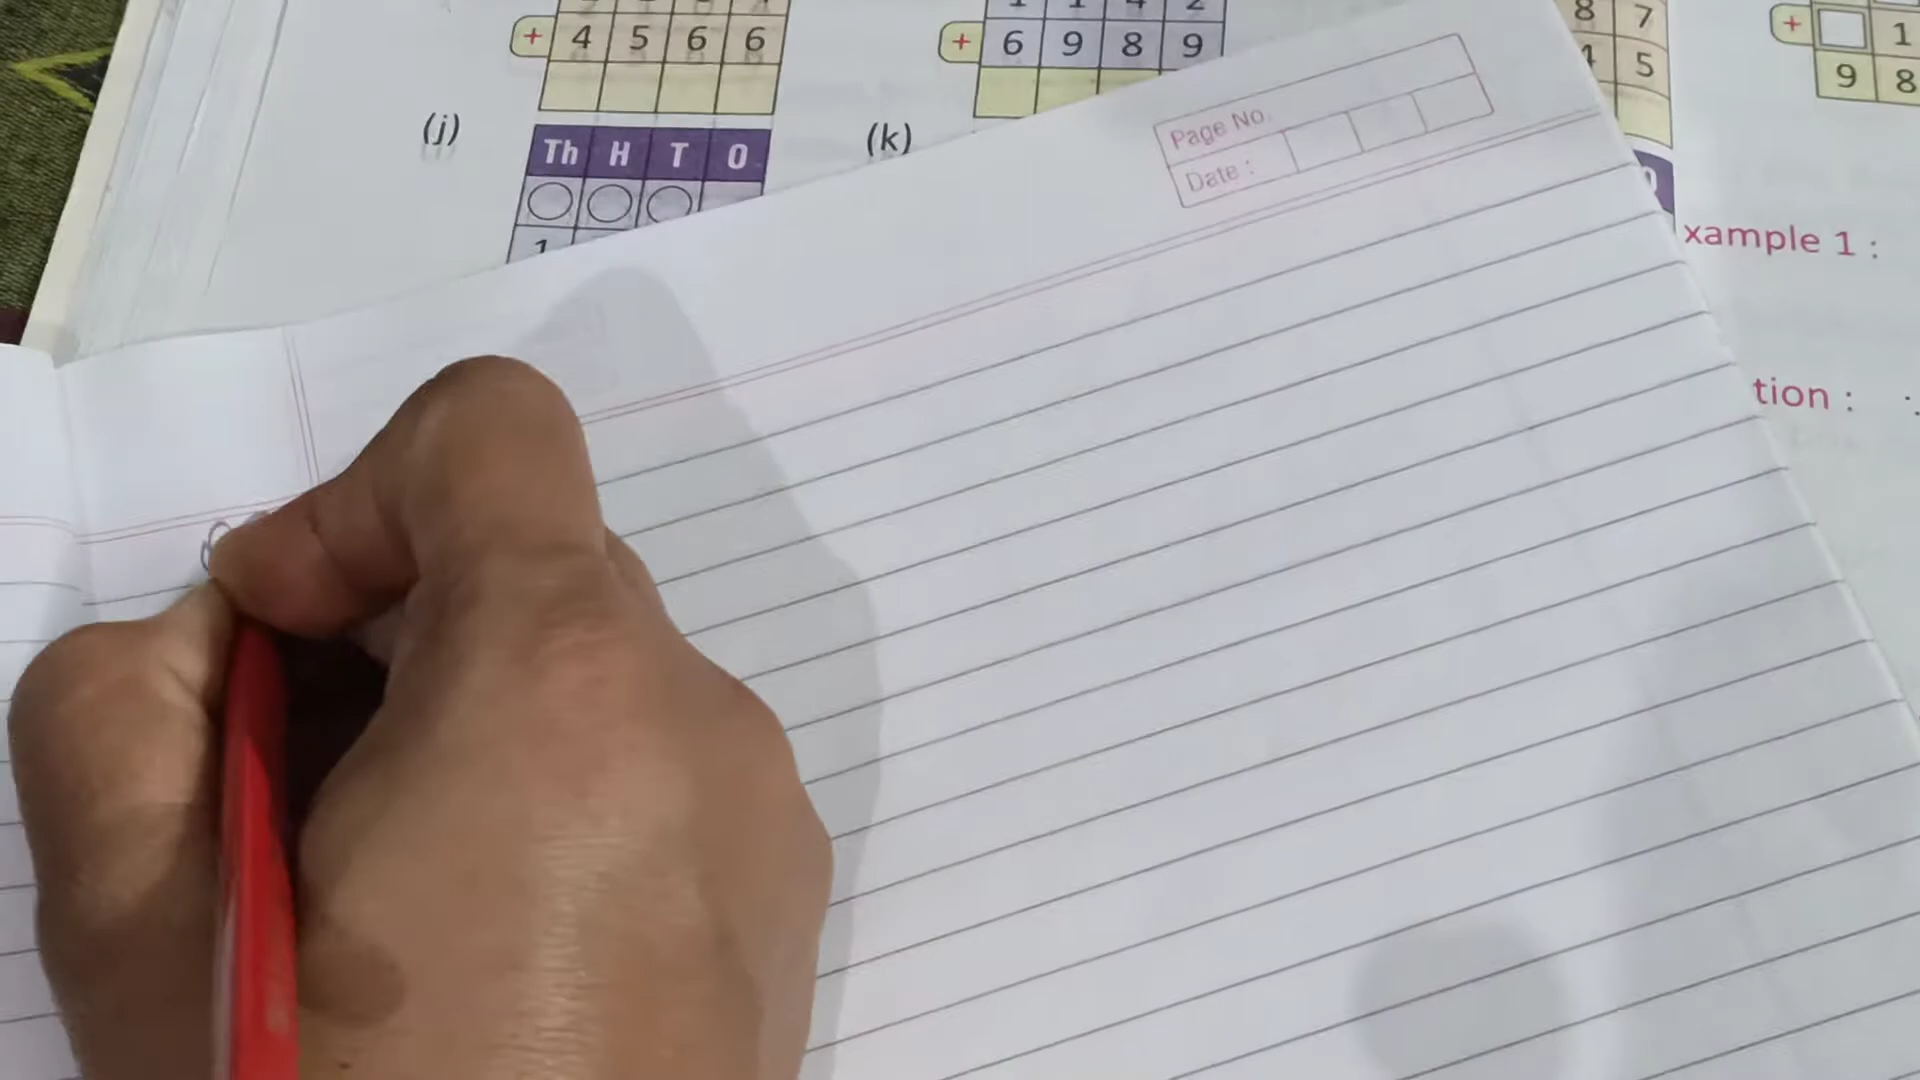 + 4 5 6 6
+ 6 9 8 9
8 7
5
+ 1
9 8
(j)
Th H T O
1
(k)
Page No.
Date :
xample 1 :
tion :